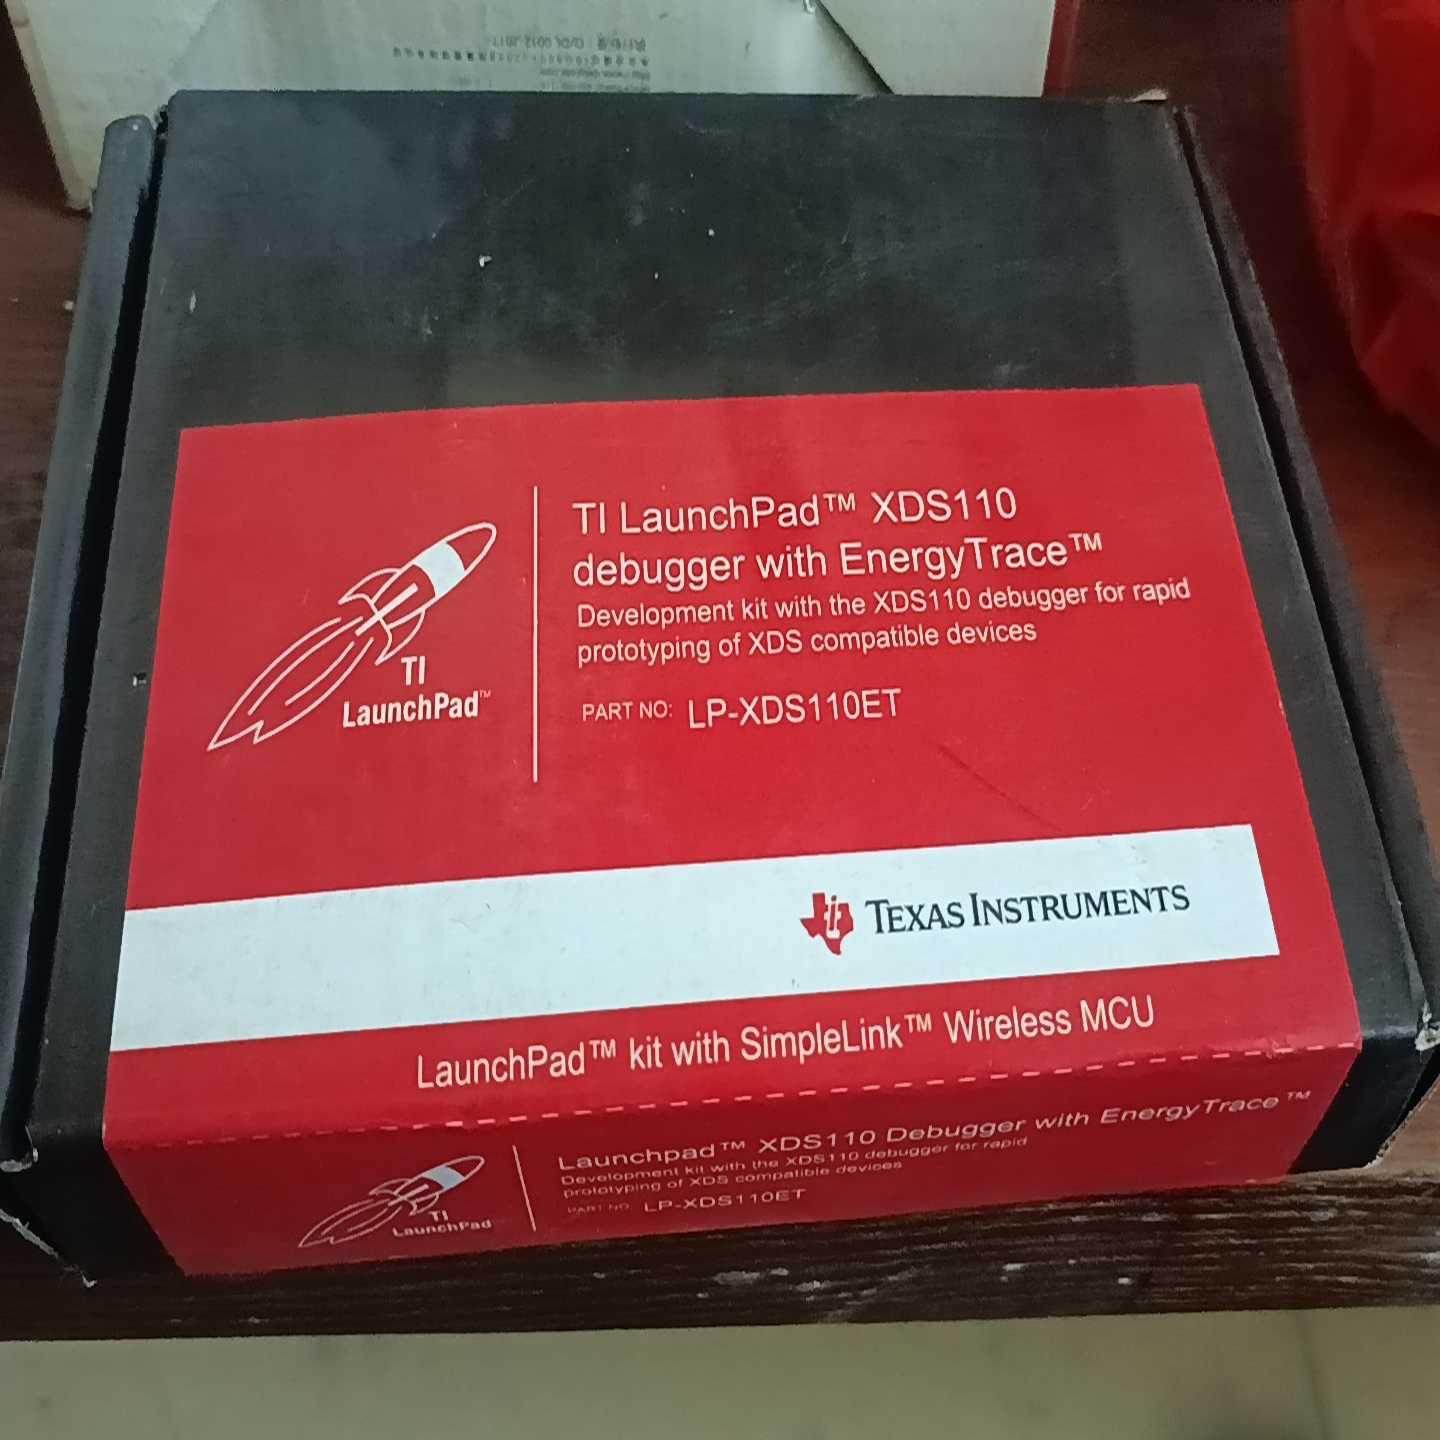 TI LaunchPad™ XDS110
debugger with EnergyTrace™
Development kit with the XDS110 debugger for rapid
prototyping of XDS compatible devices
PART NO: LP-XDS110ET
TI
LaunchPad™
TEXAS INSTRUMENTS
LaunchPad™ kit with SimpleLink™ Wireless MCU
Launchpad™ XDS110 Debugger with EnergyTrace™
Development kit with the XDS110 debugger for rapid
prototyping of XDS compatible devices
PART NO: LP-XDS110ET
TI
LaunchPad